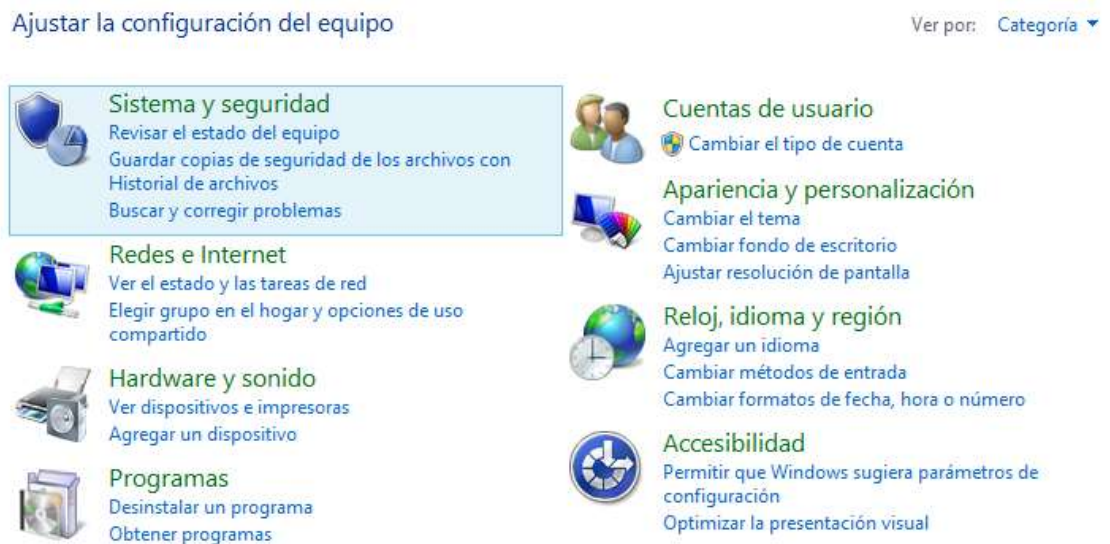 Ajustar la configuración del equipo
Ver por: Categoría
Sistema y seguridad
Revisar el estado del equipo
Guardar copias de seguridad de los archivos con
Historial de archivos
Buscar y corregir problemas
Redes e Internet
Ver el estado y las tareas de red
Elegir grupo en el hogar y opciones de uso
compartido
Hardware y sonido
Ver dispositivos e impresoras
Agregar un dispositivo
Programas
Desinstalar un programa
Obtener programas
Cuentas de usuario
Cambiar el tipo de cuenta
Apariencia y personalización
Cambiar el tema
Cambiar fondo de escritorio
Ajustar resolución de pantalla
Reloj, idioma y región
Agregar un idioma
Cambiar métodos de entrada
Cambiar formatos de fecha, hora o número
Accesibilidad
Permitir que Windows sugiera parámetros de
configuración
Optimizar la presentación visual